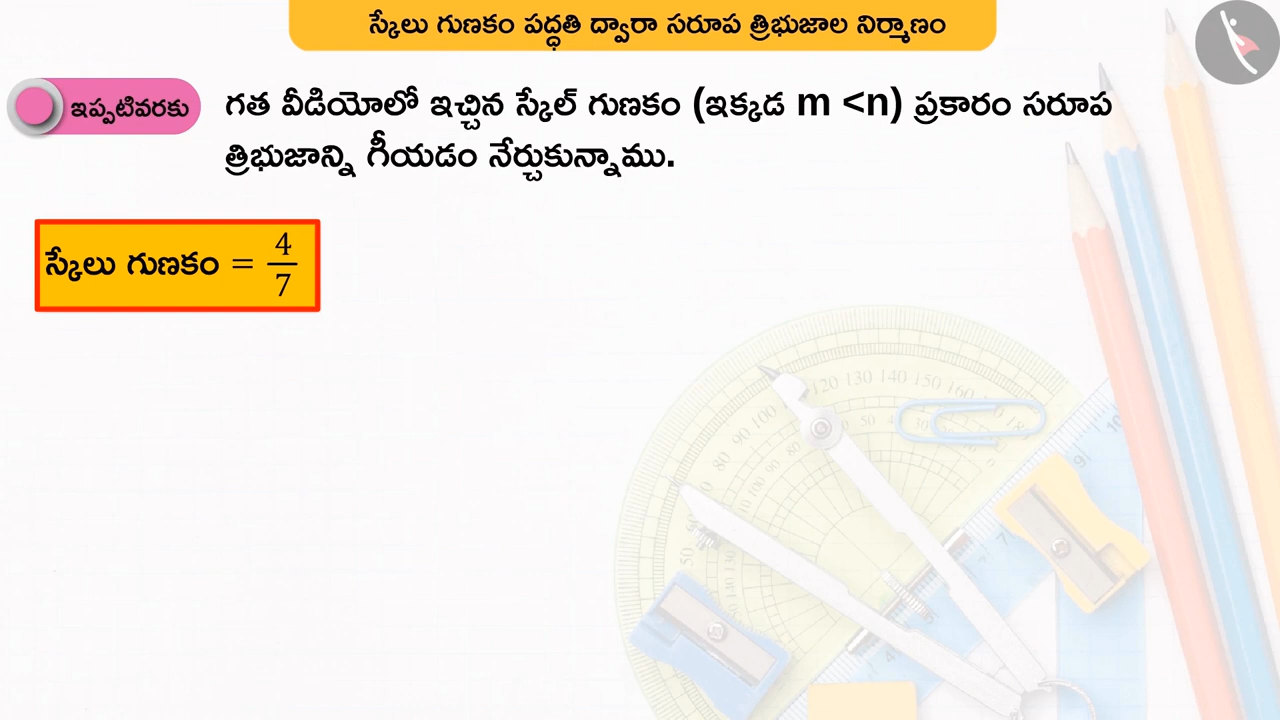 స్కేలు గుణకం పద్ధతి ద్వారా సరూప త్రిభుజాల నిర్మాణం
ఇప్పటివరకు
గత వీడియోలో ఇచ్చిన స్కేల్ గుణకం (ఇక్కడ m <n) ప్రకారం సరూప
త్రిభుజాన్ని గీయడం నేర్చుకున్నాము.
స్కేలు గుణకం = 4/7